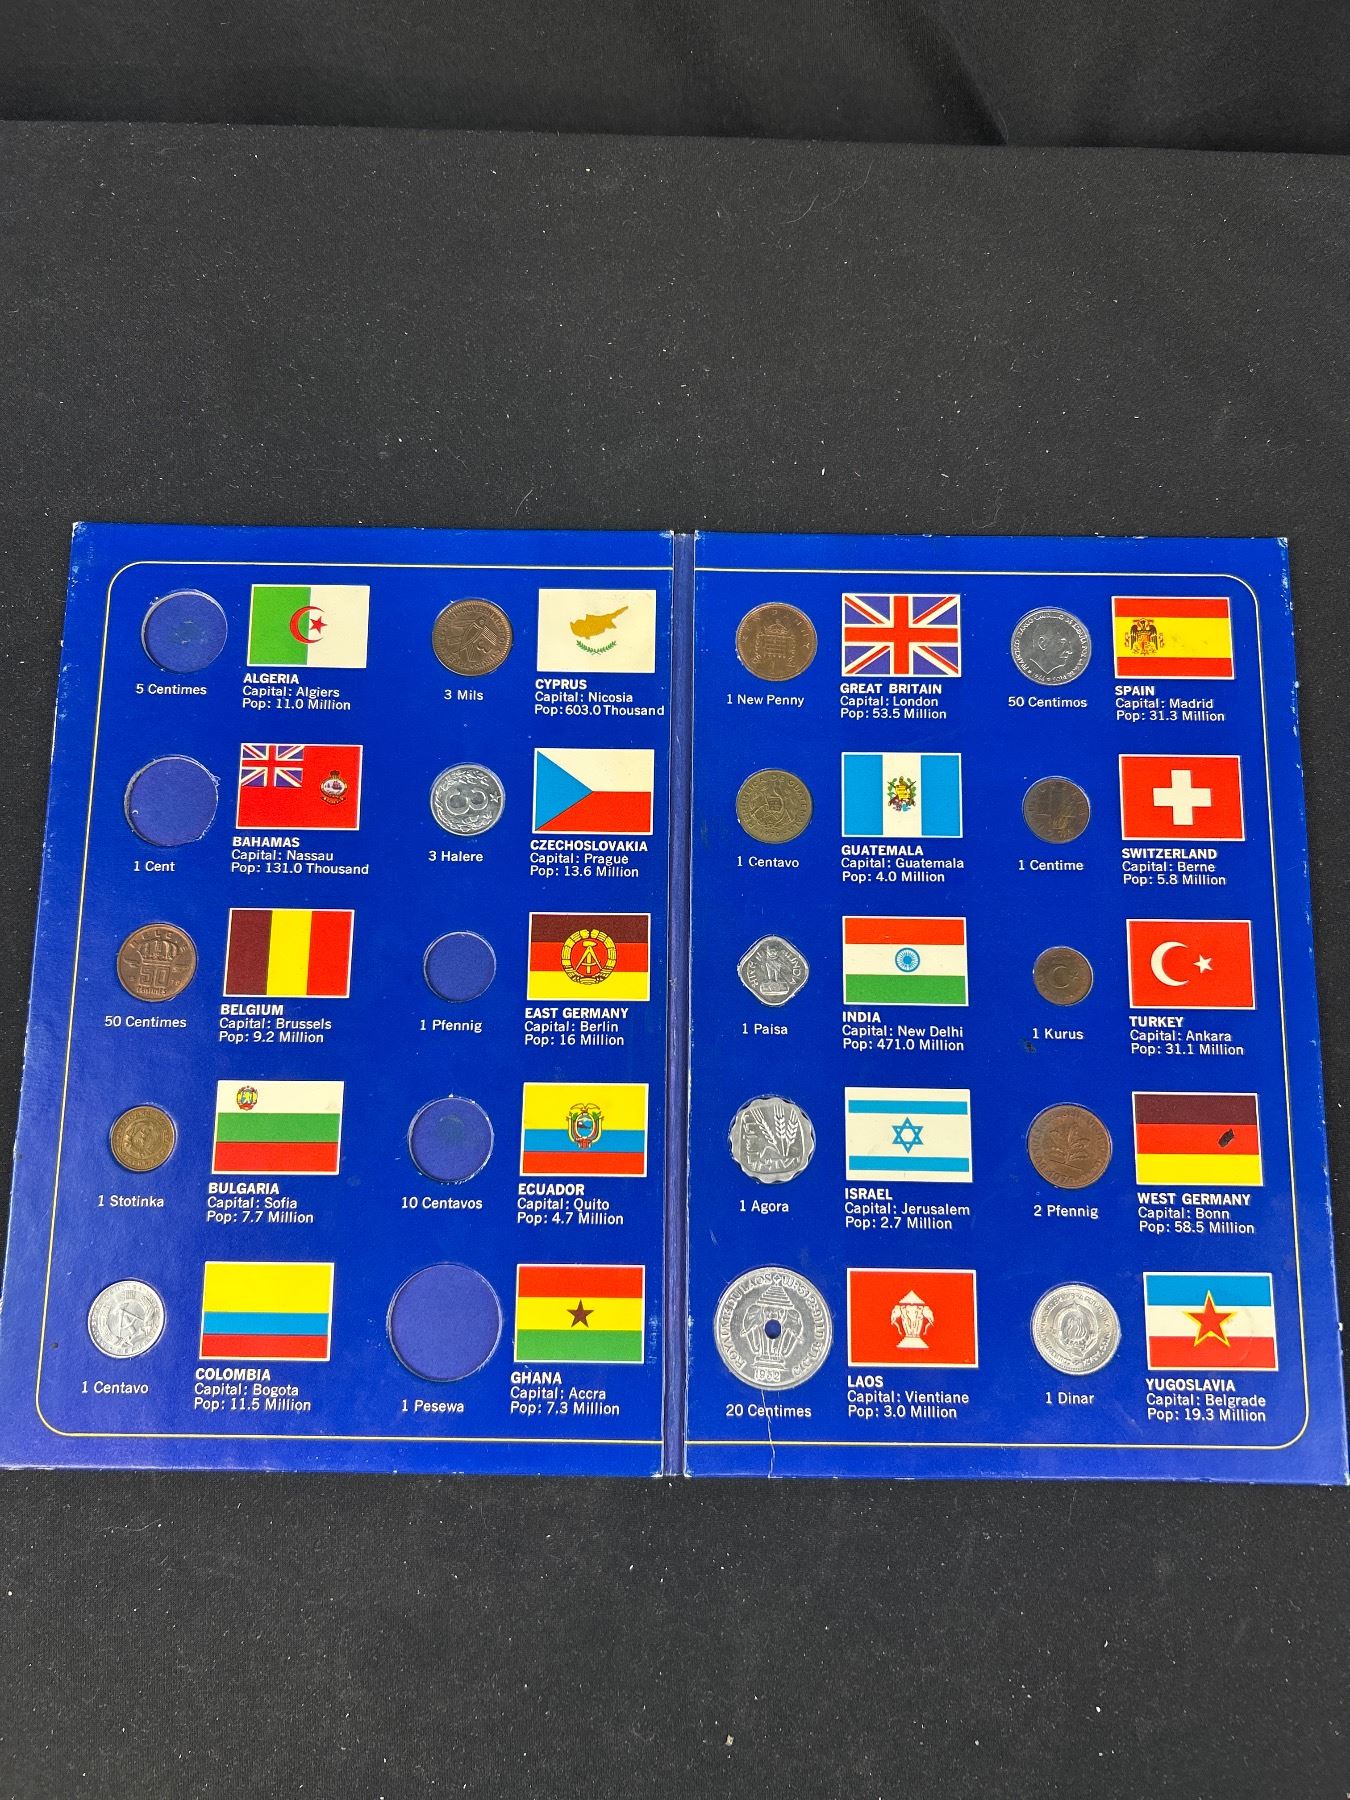 5 Centimes
ALGERIA
Capital: Algiers
Pop: 11.0 Million
1 Cent
BAHAMAS
Capital: Nassau
Pop: 131.0 Thousand
50
CENTIMES
50 Centimes
BELGIUM
Capital: Brussels
Pop: 9.2 Million
1 Stotinka
BULGARIA
Capital: Sofia
Pop: 7.7 Million
1 Centavo
COLOMBIA
Capital: Bogota
Pop: 11.5 Million
3 Mils
CYPRUS
Capital: Nicosia
Pop: 603.0 Thousand
3
3 Halere
CZECHOSLOVAKIA
Capital: Prague
Pop: 13.6 Million
1 Pfennig
EAST GERMANY
Capital: Berlin
Pop: 16 Million
10 Centavos
ECUADOR
Capital: Quito
Pop: 4.7 Million
1 Pesewa
GHANA
Capital: Accra
Pop: 7.3 Million
1 New Penny
GREAT BRITAIN
Capital: London
Pop: 53.5 Million
1 Centavo
GUATEMALA
Capital: Guatemala
Pop: 4.0 Million
1 Paisa
INDIA
Capital: New Delhi
Pop: 471.0 Million
1 Agora
ISRAEL
Capital: Jerusalem
Pop: 2.7 Million
ROYAUME DU LAOS
1952
20 Centimes
LAOS
Capital: Vientiane
Pop: 3.0 Million
50 Centimos
SPAIN
Capital: Madrid
Pop: 31.3 Million
1 Centime
SWITZERLAND
Capital: Berne
Pop: 5.8 Million
1 Kurus
TURKEY
Capital: Ankara
Pop: 31.1 Million
2 Pfennig
WEST GERMANY
Capital: Bonn
Pop: 58.5 Million
1 Dinar
YUGOSLAVIA
Capital: Belgrade
Pop: 19.3 Million